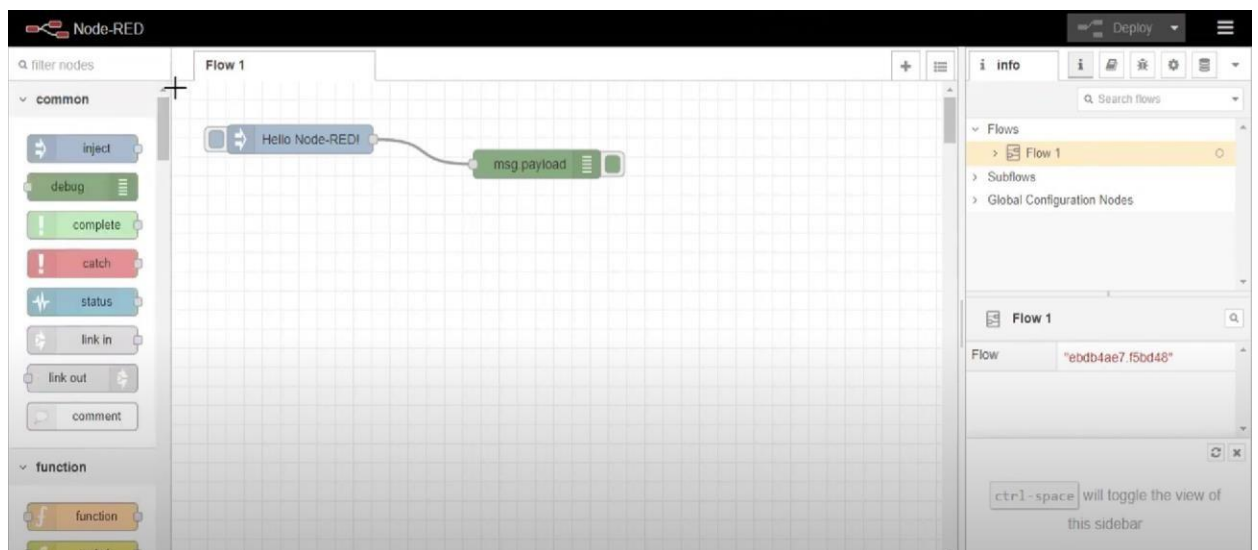 Node-RED
Deploy
filter nodes
common
inject
debug
complete
catch
status
link in
link out
comment
function
function
Flow 1
Hello Node-RED!
msg.payload
i info
i
Search flows
Flows
Flow 1
Subflows
Global Configuration Nodes
Flow 1
Flow "ebdb4ae7.f5bd48"
ctrl-space will toggle the view of
this sidebar